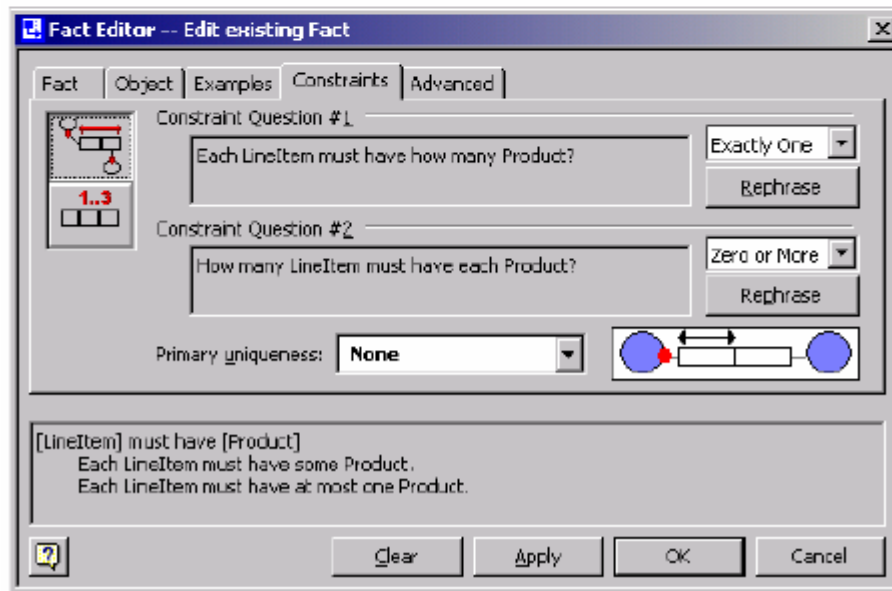 Fact Editor -- Edit existing Fact
Fact Object Examples Constraints Advanced
Constraint Question #1
Each LineItem must have how many Product?
Exactly One
Rephrase
1..3
Constraint Question #2
How many LineItem must have each Product?
Zero or More
Rephrase
Primary uniqueness: None
[LineItem] must have [Product]
Each LineItem must have some Product.
Each LineItem must have at most one Product.
? Clear Apply OK Cancel